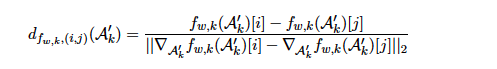 $d_{f_{w,k},(i,j)}(\mathcal{A}'_k) = \frac{f_{w,k}(\mathcal{A}'_k)[i] - f_{w,k}(\mathcal{A}'_k)[j]}{||\nabla_{\mathcal{A}'_k} f_{w,k}(\mathcal{A}'_k)[i] - \nabla_{\mathcal{A}'_k} f_{w,k}(\mathcal{A}'_k)[j]||_2}$